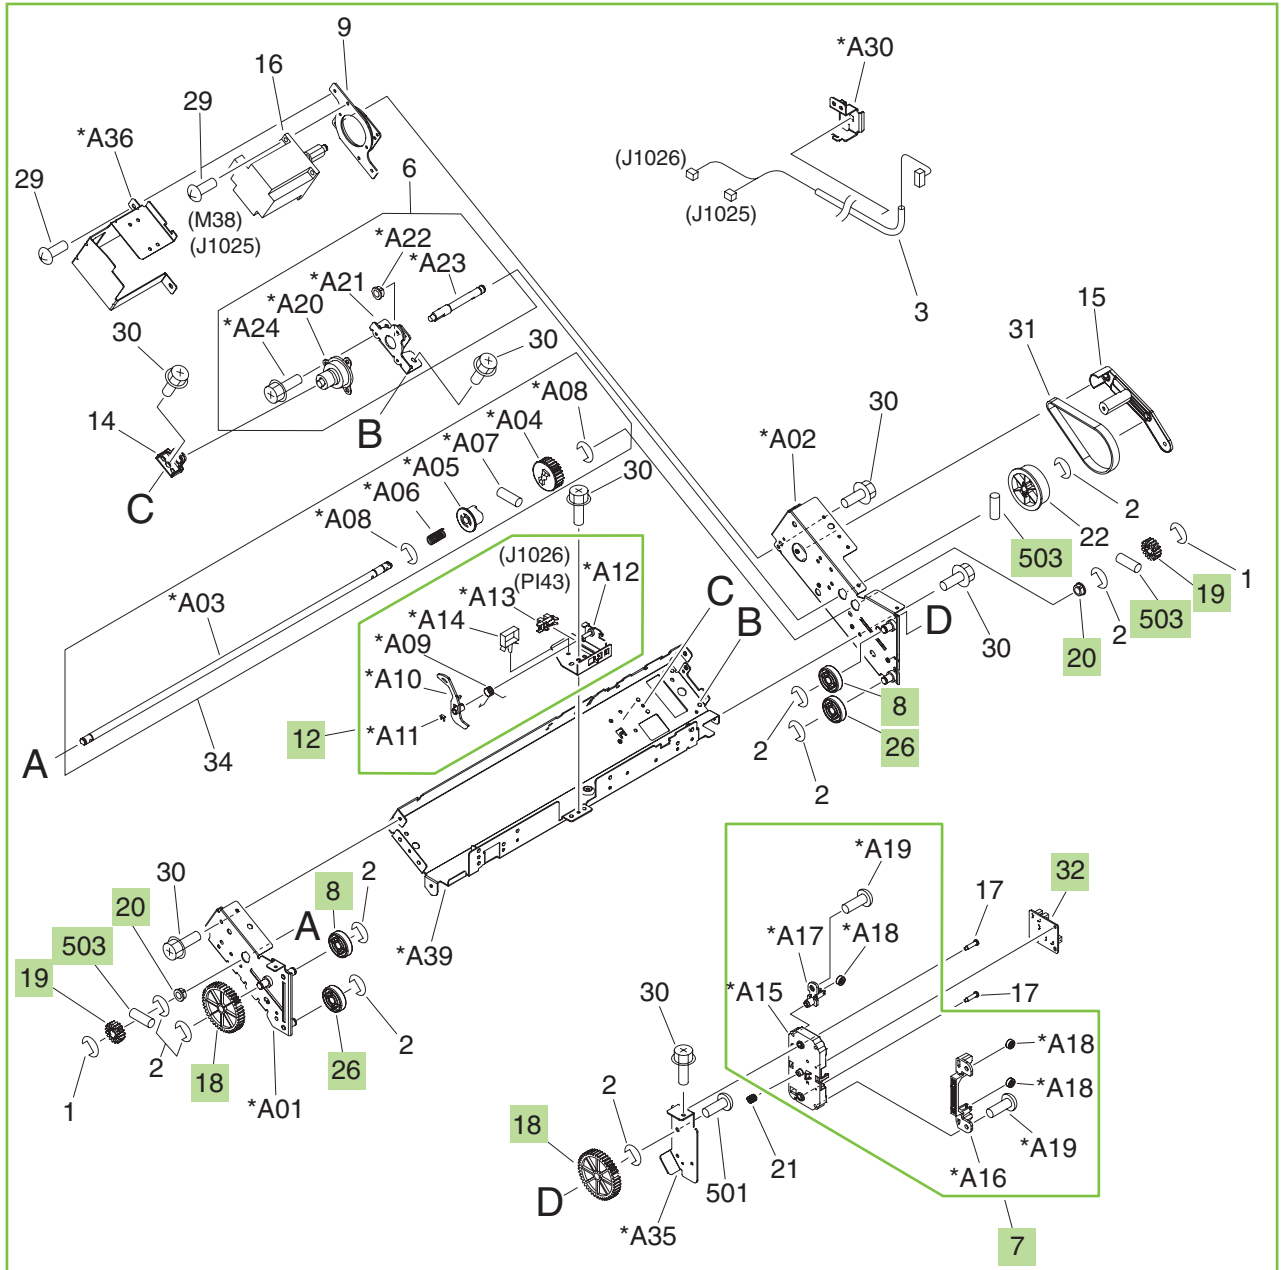 9
*A30
16
29
*A36
(J1026)
6
29
(M38)
(J1025)
(J1025)
*A22
*A23
*A21
3
15
*A20
31
30
*A24
30
*A08
30
14
*A04
B
*A02
*A07
C
*A05
30
*A06
2
*A08
22
503
(J1026)
1
(PI43)
19
*A12
C
*A03
*A13
503
B
D
2
*A14
30
20
*A09
*A10
8
12
*A11
2
26
A
34
2
*A19
30
2
32
8
20
17
A
*A17
*A18
503
*A39
19
30
*A15
17
2
2
*A18
26
18
2
*A18
1
*A01
18
21
*A19
501
*A16
D
*A35
7